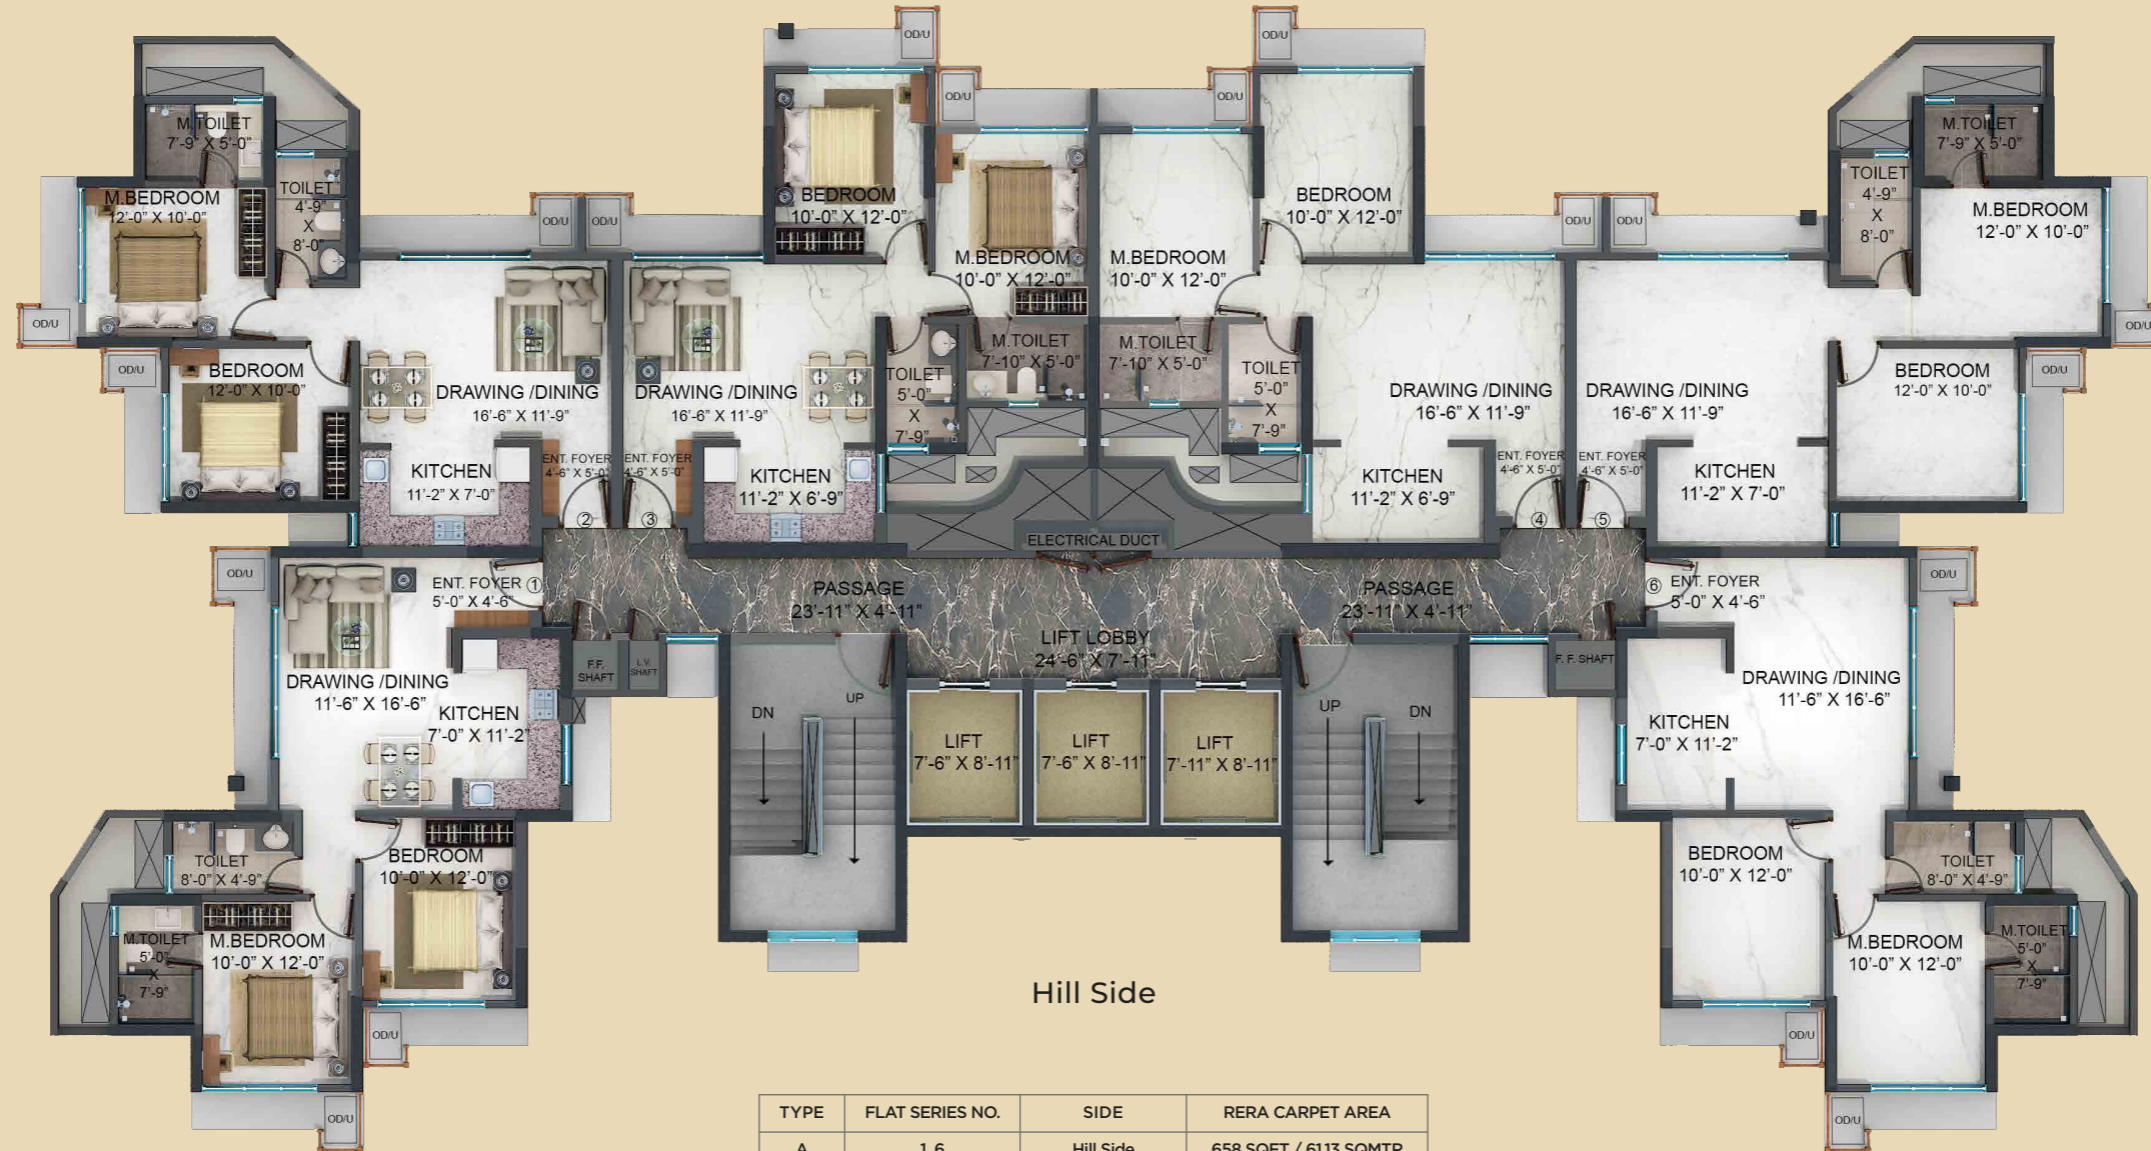 OD/U
OD/U
OD/U
OD/U
OD/U
OD/U
OD/U
OD/U
M.TOILET
7'-9" X 5'-0"
TOILET
4'-9"
X
8'-0"
M.BEDROOM
12'-0" X 10'-0"
OD/U
OD/U
BEDROOM
12'-0" X 10'-0"
DRAWING /DINING
16'-6" X 11'-9"
KITCHEN
11'-2" X 7'-0"
ENT. FOYER
4'-6" X 5'-0"
②
BEDROOM
10'-0" X 12'-0"
M.BEDROOM
10'-0" X 12'-0"
DRAWING /DINING
16'-6" X 11'-9"
TOILET
5'-0"
X
7'-9"
M.TOILET
7'-10" X 5'-0"
ENT. FOYER
4'-6" X 5'-0"
③
KITCHEN
11'-2" X 6'-9"
M.BEDROOM
10'-0" X 12'-0"
BEDROOM
10'-0" X 12'-0"
M.TOILET
7'-10" X 5'-0"
TOILET
5'-0"
X
7'-9"
DRAWING /DINING
16'-6" X 11'-9"
KITCHEN
11'-2" X 6'-9"
ENT. FOYER
4'-6" X 5'-0"
④
M.TOILET
7'-9" X 5'-0"
TOILET
4'-9"
X
8'-0"
M.BEDROOM
12'-0" X 10'-0"
OD/U
OD/U
DRAWING /DINING
16'-6" X 11'-9"
BEDROOM
12'-0" X 10'-0"
ENT. FOYER
4'-6" X 5'-0"
⑤
KITCHEN
11'-2" X 7'-0"
ELECTRICAL DUCT
PASSAGE
23'-11" X 4'-11"
PASSAGE
23'-11" X 4'-11"
LIFT LOBBY
24'-6" X 7'-11"
F.F.
SHAFT
L.V.
SHAFT
F. F. SHAFT
DN
UP
LIFT
7'-6" X 8'-11"
LIFT
7'-6" X 8'-11"
LIFT
7'-11" X 8'-11"
UP
DN
OD/U
ENT. FOYER
5'-0" X 4'-6"
①
DRAWING /DINING
11'-6" X 16'-6"
KITCHEN
7'-0" X 11'-2"
TOILET
8'-0" X 4'-9"
BEDROOM
10'-0" X 12'-0"
M.TOILET
5'-0"
X
7'-9"
M.BEDROOM
10'-0" X 12'-0"
OD/U
OD/U
⑥
ENT. FOYER
5'-0" X 4'-6"
OD/U
DRAWING /DINING
11'-6" X 16'-6"
KITCHEN
7'-0" X 11'-2"
BEDROOM
10'-0" X 12'-0"
TOILET
8'-0" X 4'-9"
M.BEDROOM
10'-0" X 12'-0"
M.TOILET
5'-0"
X
7'-9"
OD/U
OD/U
Hill Side
TYPE FLAT SERIES NO. SIDE RERA CARPET AREA
A 1, 6 Hill Side 658 SQFT / 61.13 SQMTR